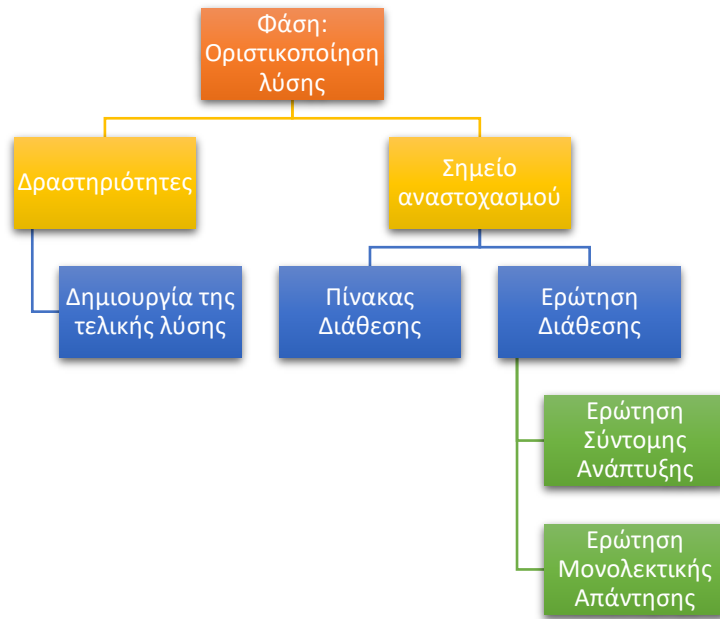 Φάση:
Οριστικοποίηση
λύσης
Δραστηριότητες
Σημείο
αναστοχασμού
Δημιουργία της
τελικής λύσης
Πίνακας
Διάθεσης
Ερώτηση
Διάθεσης
Ερώτηση
Σύντομης
Ανάπτυξης
Ερώτηση
Μονολεκτικής
Απάντησης